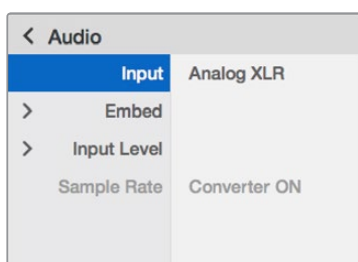 < Audio
Input Analog XLR
> Embed
> Input Level
Sample Rate Converter ON